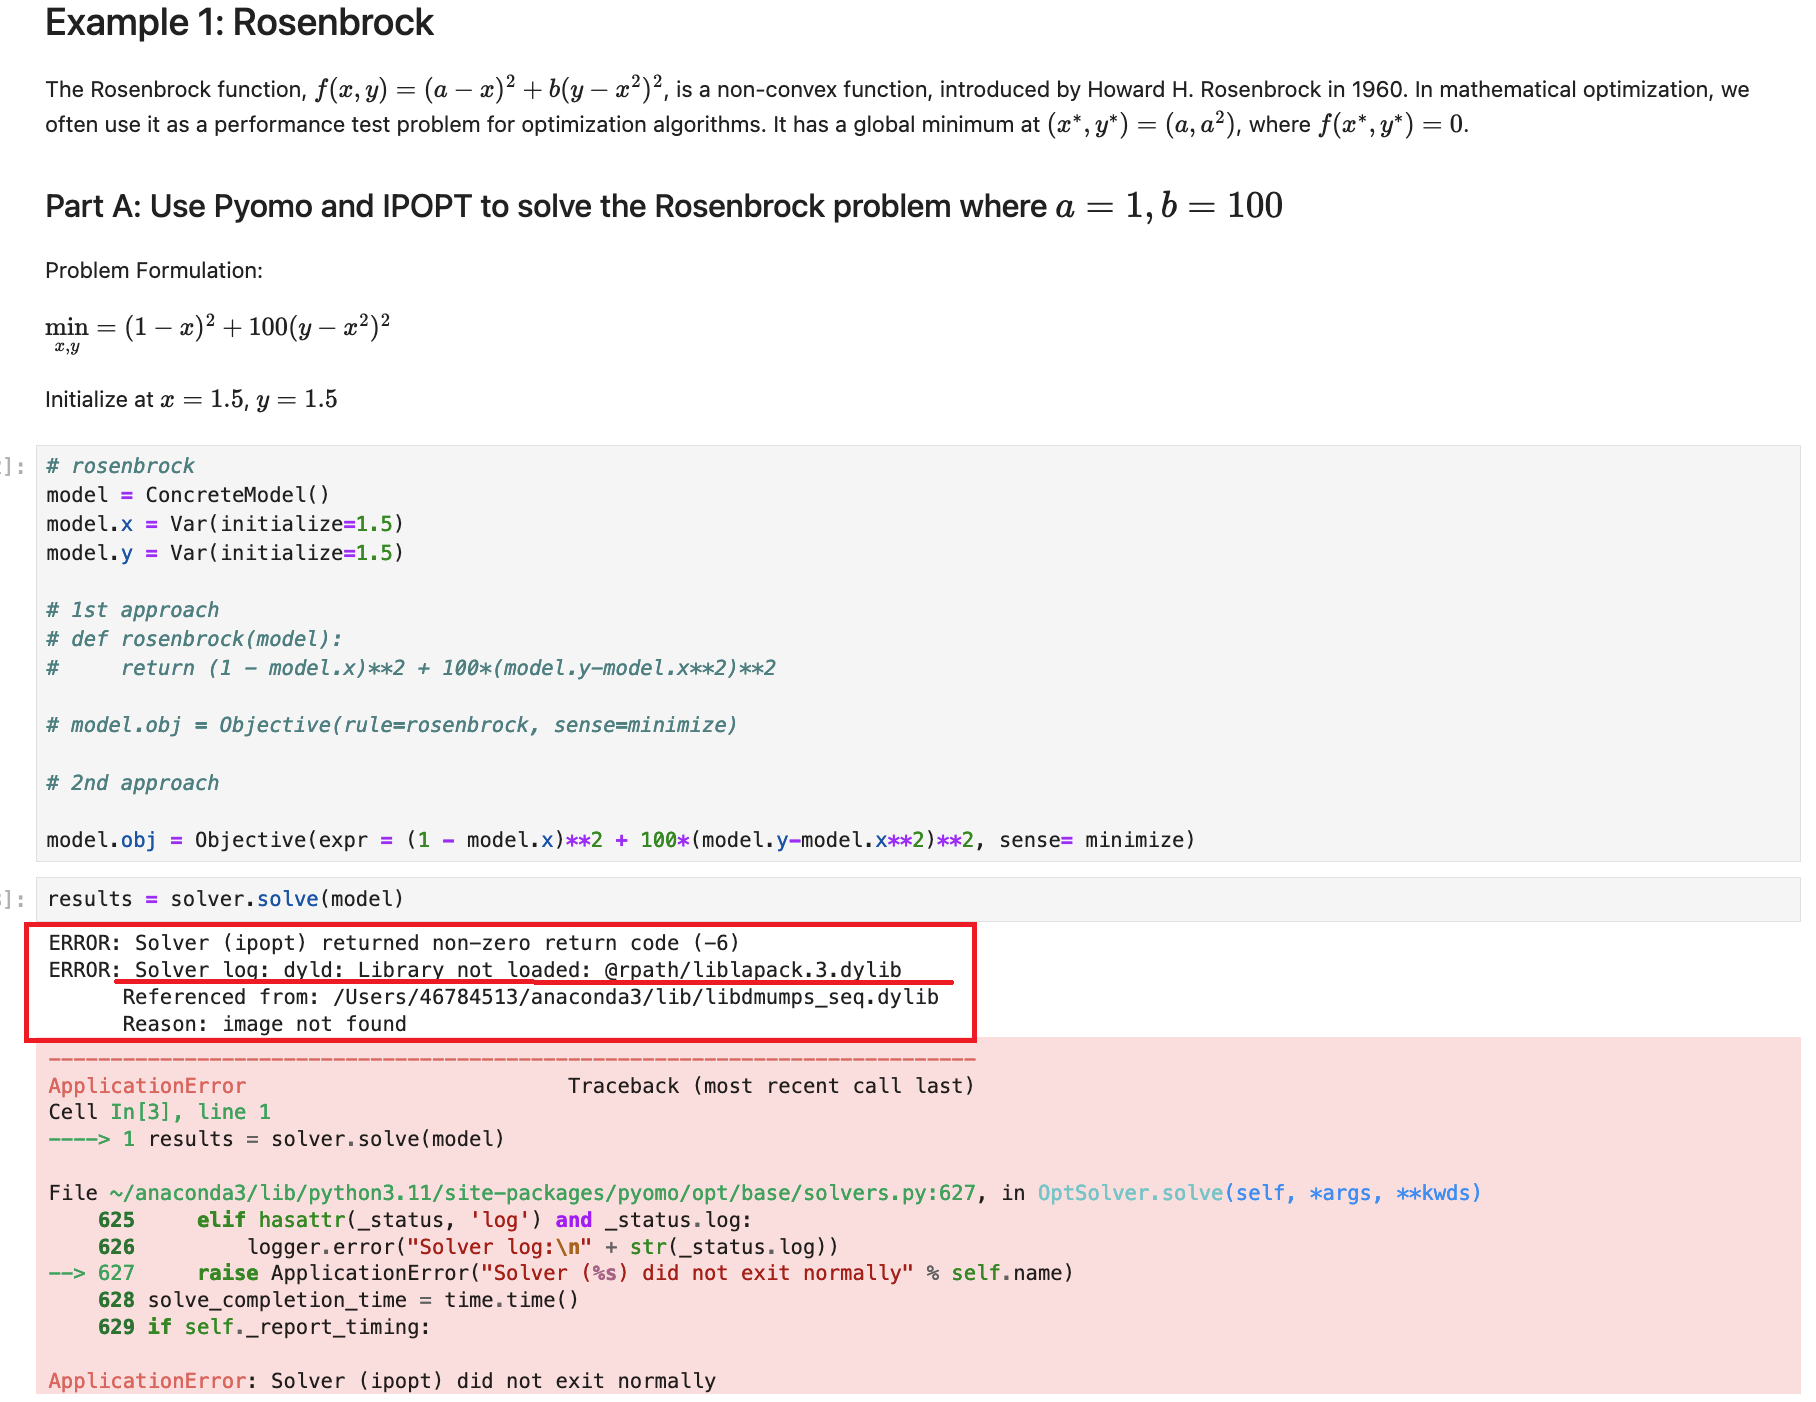 Example 1: Rosenbrock
The Rosenbrock function, f(x, y) = (a − x)² + b(y − x²)², is a non-convex function, introduced by Howard H. Rosenbrock in 1960. In mathematical optimization, we
often use it as a performance test problem for optimization algorithms. It has a global minimum at (x*, y*) = (a, a²), where f(x*, y*) = 0.
Part A: Use Pyomo and IPOPT to solve the Rosenbrock problem where a = 1, b = 100
Problem Formulation:
min = (1 − x)² + 100(y − x²)²
x,y
Initialize at x = 1.5, y = 1.5
]:
# rosenbrock
model = ConcreteModel()
model.x = Var(initialize=1.5)
model.y = Var(initialize=1.5)
# 1st approach
# def rosenbrock(model):
#     return (1 - model.x)**2 + 100*(model.y-model.x**2)**2
# model.obj = Objective(rule=rosenbrock, sense=minimize)
# 2nd approach
model.obj = Objective(expr = (1 - model.x)**2 + 100*(model.y-model.x**2)**2, sense= minimize)
]:
results = solver.solve(model)
ERROR: Solver (ipopt) returned non-zero return code (-6)
ERROR: Solver log: dyld: Library not loaded: @rpath/liblapack.3.dylib
      Referenced from: /Users/46784513/anaconda3/lib/libdmumps_seq.dylib
      Reason: image not found
---------------------------------------------------------------------------
ApplicationError                          Traceback (most recent call last)
Cell In[3], line 1
----> 1 results = solver.solve(model)
File ~/anaconda3/lib/python3.11/site-packages/pyomo/opt/base/solvers.py:627, in OptSolver.solve(self, *args, **kwds)
    625     elif hasattr(_status, 'log') and _status.log:
    626         logger.error("Solver log:\n" + str(_status.log))
--> 627     raise ApplicationError("Solver (%s) did not exit normally" % self.name)
    628 solve_completion_time = time.time()
    629 if self._report_timing:
ApplicationError: Solver (ipopt) did not exit normally